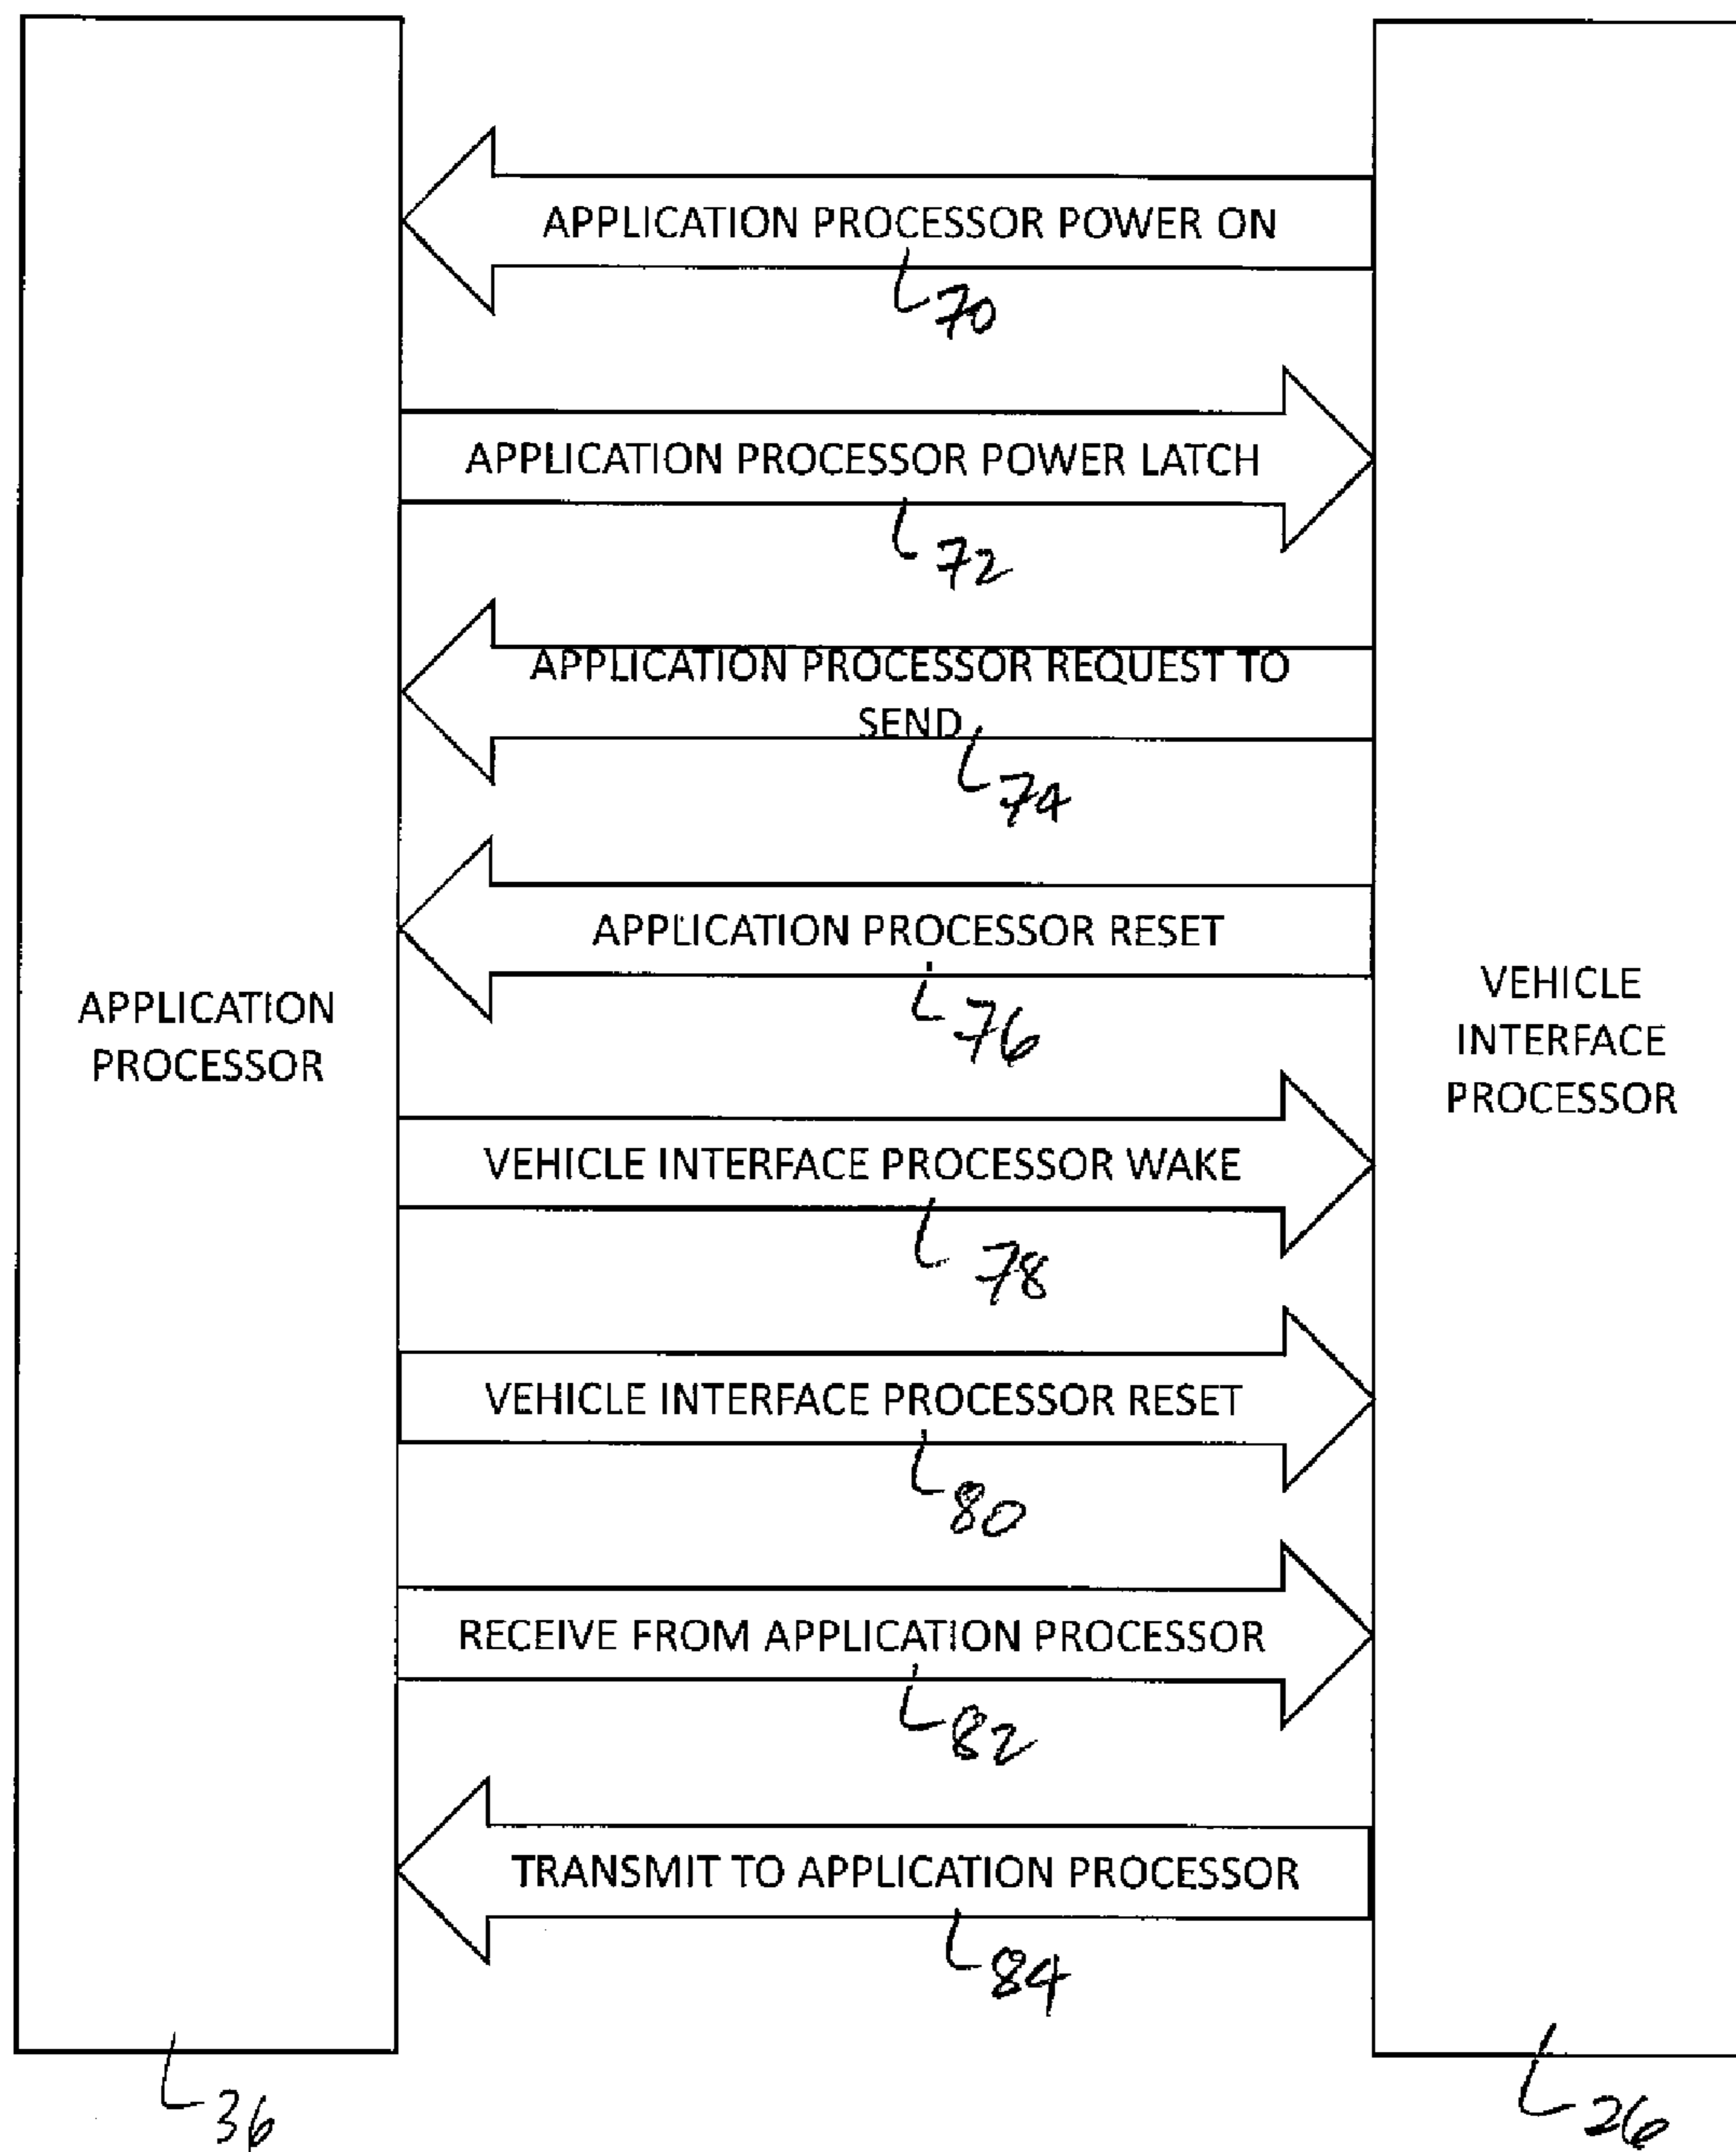 APPLICATION PROCESSOR POWER ON
70
APPLICATION PROCESSOR POWER LATCH
72
APPLICATION PROCESSOR REQUEST TO
SEND
74
APPLICATION PROCESSOR RESET
76
APPLICATION
PROCESSOR
VEHICLE
INTERFACE
PROCESSOR
VEHICLE INTERFACE PROCESSOR WAKE
78
VEHICLE INTERFACE PROCESSOR RESET
80
RECEIVE FROM APPLICATION PROCESSOR
82
TRANSMIT TO APPLICATION PROCESSOR
84
36
26